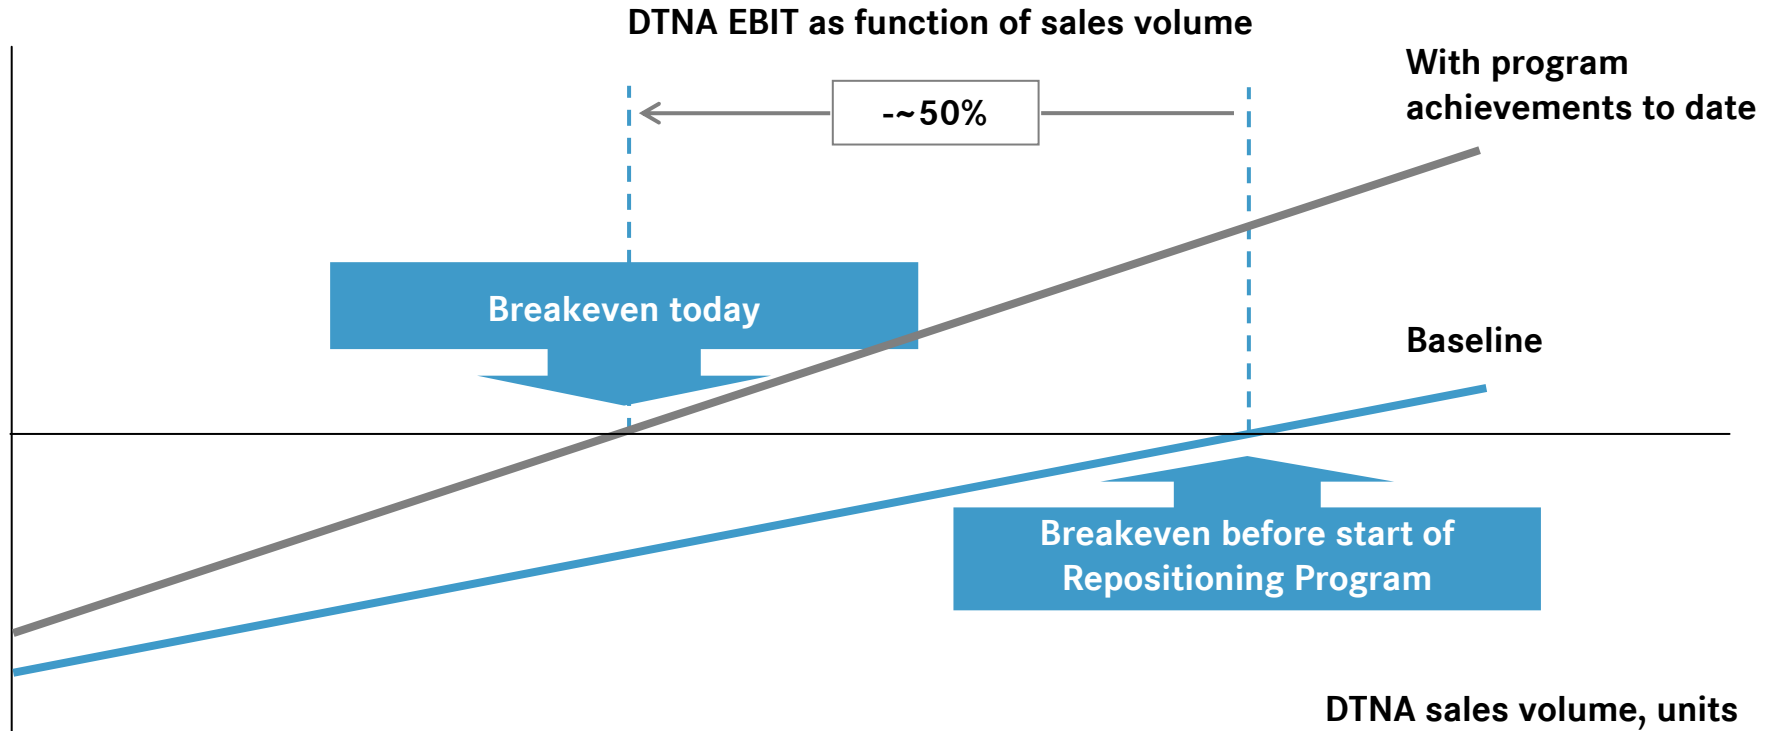 DTNA EBIT as function of sales volume
With program
achievements to date
-~50%
Breakeven today
Baseline
Breakeven before start of
Repositioning Program
DTNA sales volume, units